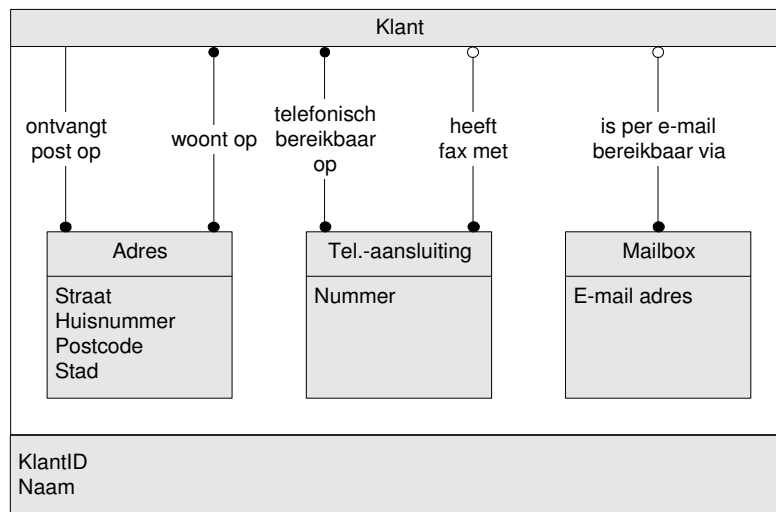 Klant
ontvangt
post op
woont op
telefonisch
bereikbaar
op
heeft
fax met
is per e-mail
bereikbaar via
Adres
Straat
Huisnummer
Postcode
Stad
Tel.-aansluiting
Nummer
Mailbox
E-mail adres
KlantID
Naam